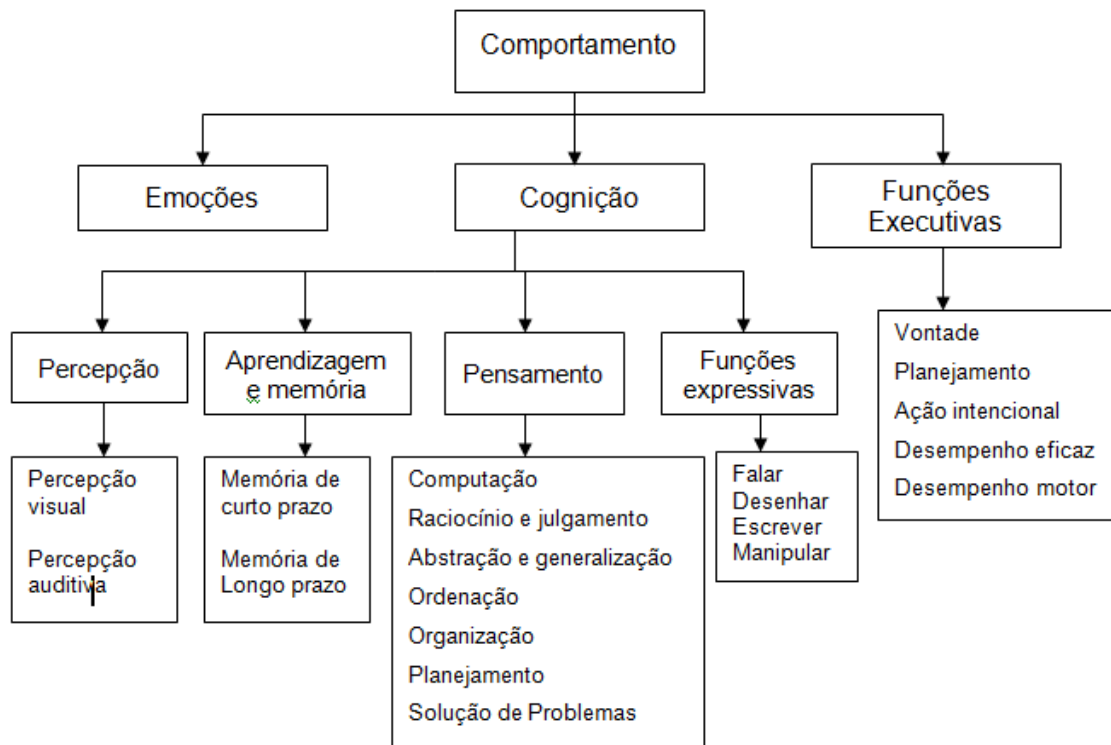 Comportamento
Emoções
Cognição
Funções
Executivas
Percepção
Aprendizagem
e memória
Pensamento
Funções
expressivas
Vontade
Planejamento
Ação intencional
Desempenho eficaz
Desempenho motor
Percepção
visual
Percepção
auditiva
Memória de
curto prazo
Memória de
Longo prazo
Computação
Raciocínio e julgamento
Abstração e generalização
Ordenação
Organização
Planejamento
Solução de Problemas
Falar
Desenhar
Escrever
Manipular